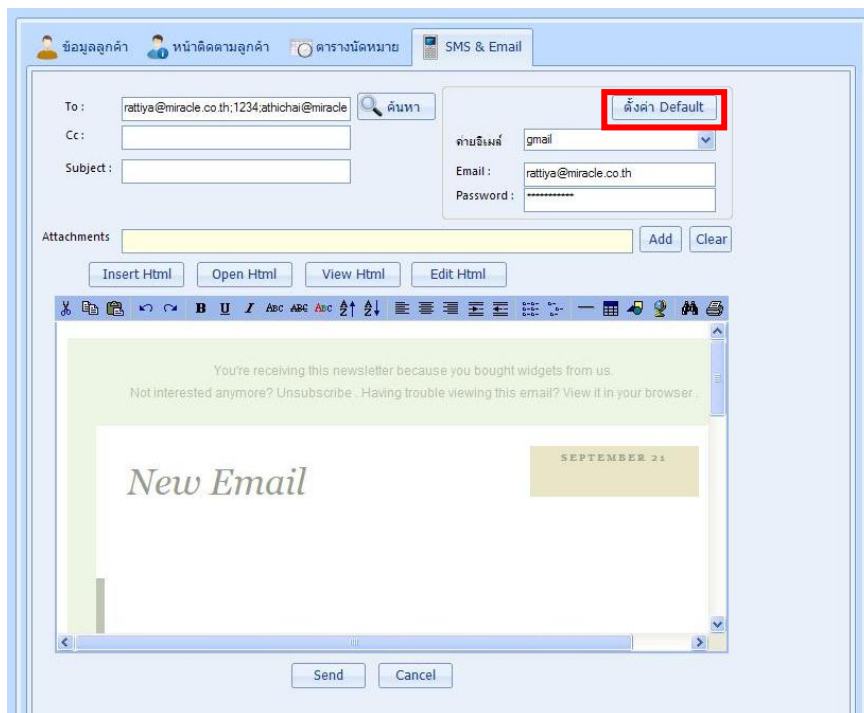 ข้อมูลลูกค้า หน้าติดตามลูกค้า ตารางนัดหมาย SMS & Email
To : rattiya@miracle.co.th;1234;athichai@miracle ค้นหา ตั้งค่า Default
Cc : ค่ายอีเมล์ gmail
Subject : Email : rattiya@miracle.co.th
Password : ***********
Attachments Add Clear
Insert Html Open Html View Html Edit Html
B U I ABC ABC ABC
You're receiving this newsletter because you bought widgets from us.
Not interested anymore? Unsubscribe . Having trouble viewing this email? View it in your browser .
SEPTEMBER 21
New Email
Send Cancel